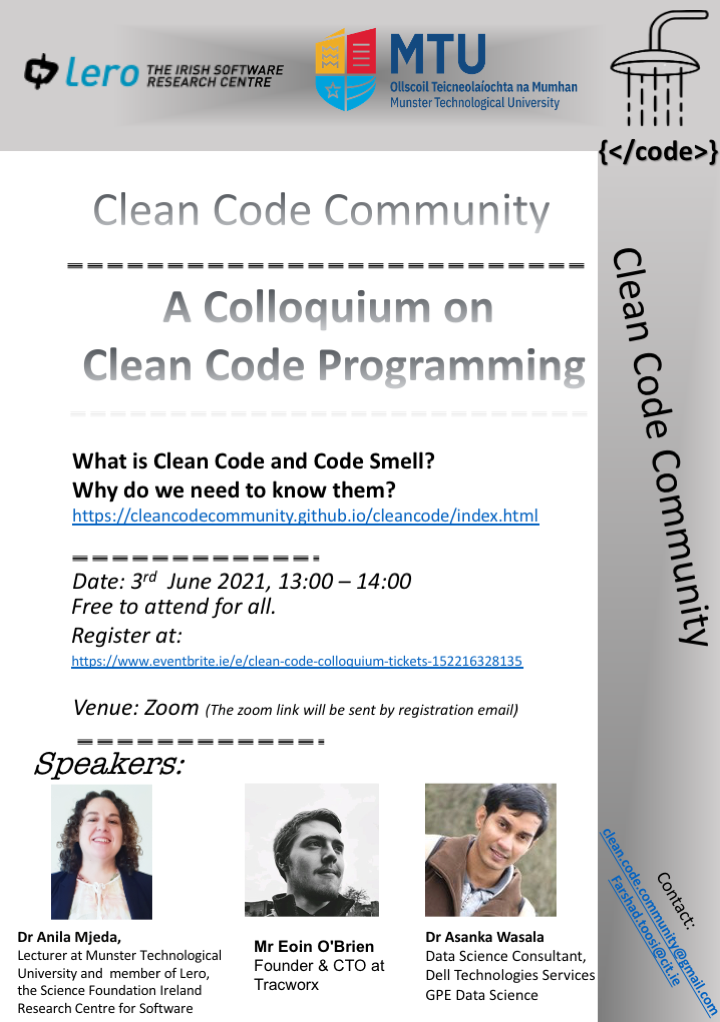 Lero THE IRISH SOFTWARE
RESEARCH CENTRE
MTU
Ollscoil Teicneolaíochta na Mumhan
Munster Technological University
{</code>}
Clean Code Community
A Colloquium on
Clean Code Programming
What is Clean Code and Code Smell?
Why do we need to know them?
https://cleancodecommunity.github.io/cleancode/index.html
Date: 3rd June 2021, 13:00 – 14:00
Free to attend for all.
Register at:
https://www.eventbrite.ie/e/clean-code-colloquium-tickets-152216328135
Venue: Zoom (The zoom link will be sent by registration email)
Speakers:
Dr Anila Mjeda,
Lecturer at Munster Technological
University and member of Lero,
the Science Foundation Ireland
Research Centre for Software
Mr Eoin O'Brien
Founder & CTO at
Tracworx
Dr Asanka Wasala
Data Science Consultant,
Dell Technologies Services
GPE Data Science
Clean Code Community
Contact:
clean.code.community@gmail.com
Farshad.toosi@cit.ie